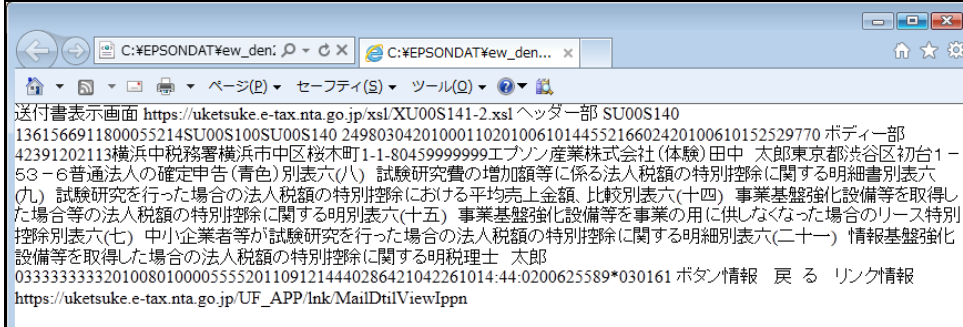 C:¥EPSONDAT¥ew_den:
C:¥EPSONDAT¥ew_den...
ページ(P) セーフティ(S) ツール(O)
送付書表示画面 https://uketsuke.e-tax.nta.go.jp/xsl/XU00S141-2.xsl ヘッダー部 SU00S140
1361566911800055214SU00S100SU00S140 249803042010001102010061014455216602420100610152529770 ボディー部
42391202113横浜中税務署横浜市中区桜木町1-1-80459999999エプソン産業株式会社（体験）田中　太郎東京都渋谷区初台１－
５３－６普通法人の確定申告（青色）別表六(八)　試験研究費の増加額等に係る法人税額の特別控除に関する明細書別表六
(九)　試験研究を行った場合の法人税額の特別控除における平均売上金額、比較別表六(十四)　事業基盤強化設備等を取得し
た場合等の法人税額の特別控除に関する明別表六(十五)　事業基盤強化設備等を事業の用に供しなくなった場合のリース特別
控除別表六(七)　中小企業者等が試験研究を行った場合の法人税額の特別控除に関する明細別表六(二十一)　情報基盤強化
設備等を取得した場合の法人税額の特別控除に関する明税理士　太郎
03333333332010080100005555201109121444028642104226101​4:44:0200625589*030161 ボタン情報　戻 る　リンク情報
https://uketsuke.e-tax.nta.go.jp/UF_APP/lnk/MailDtilViewIppn